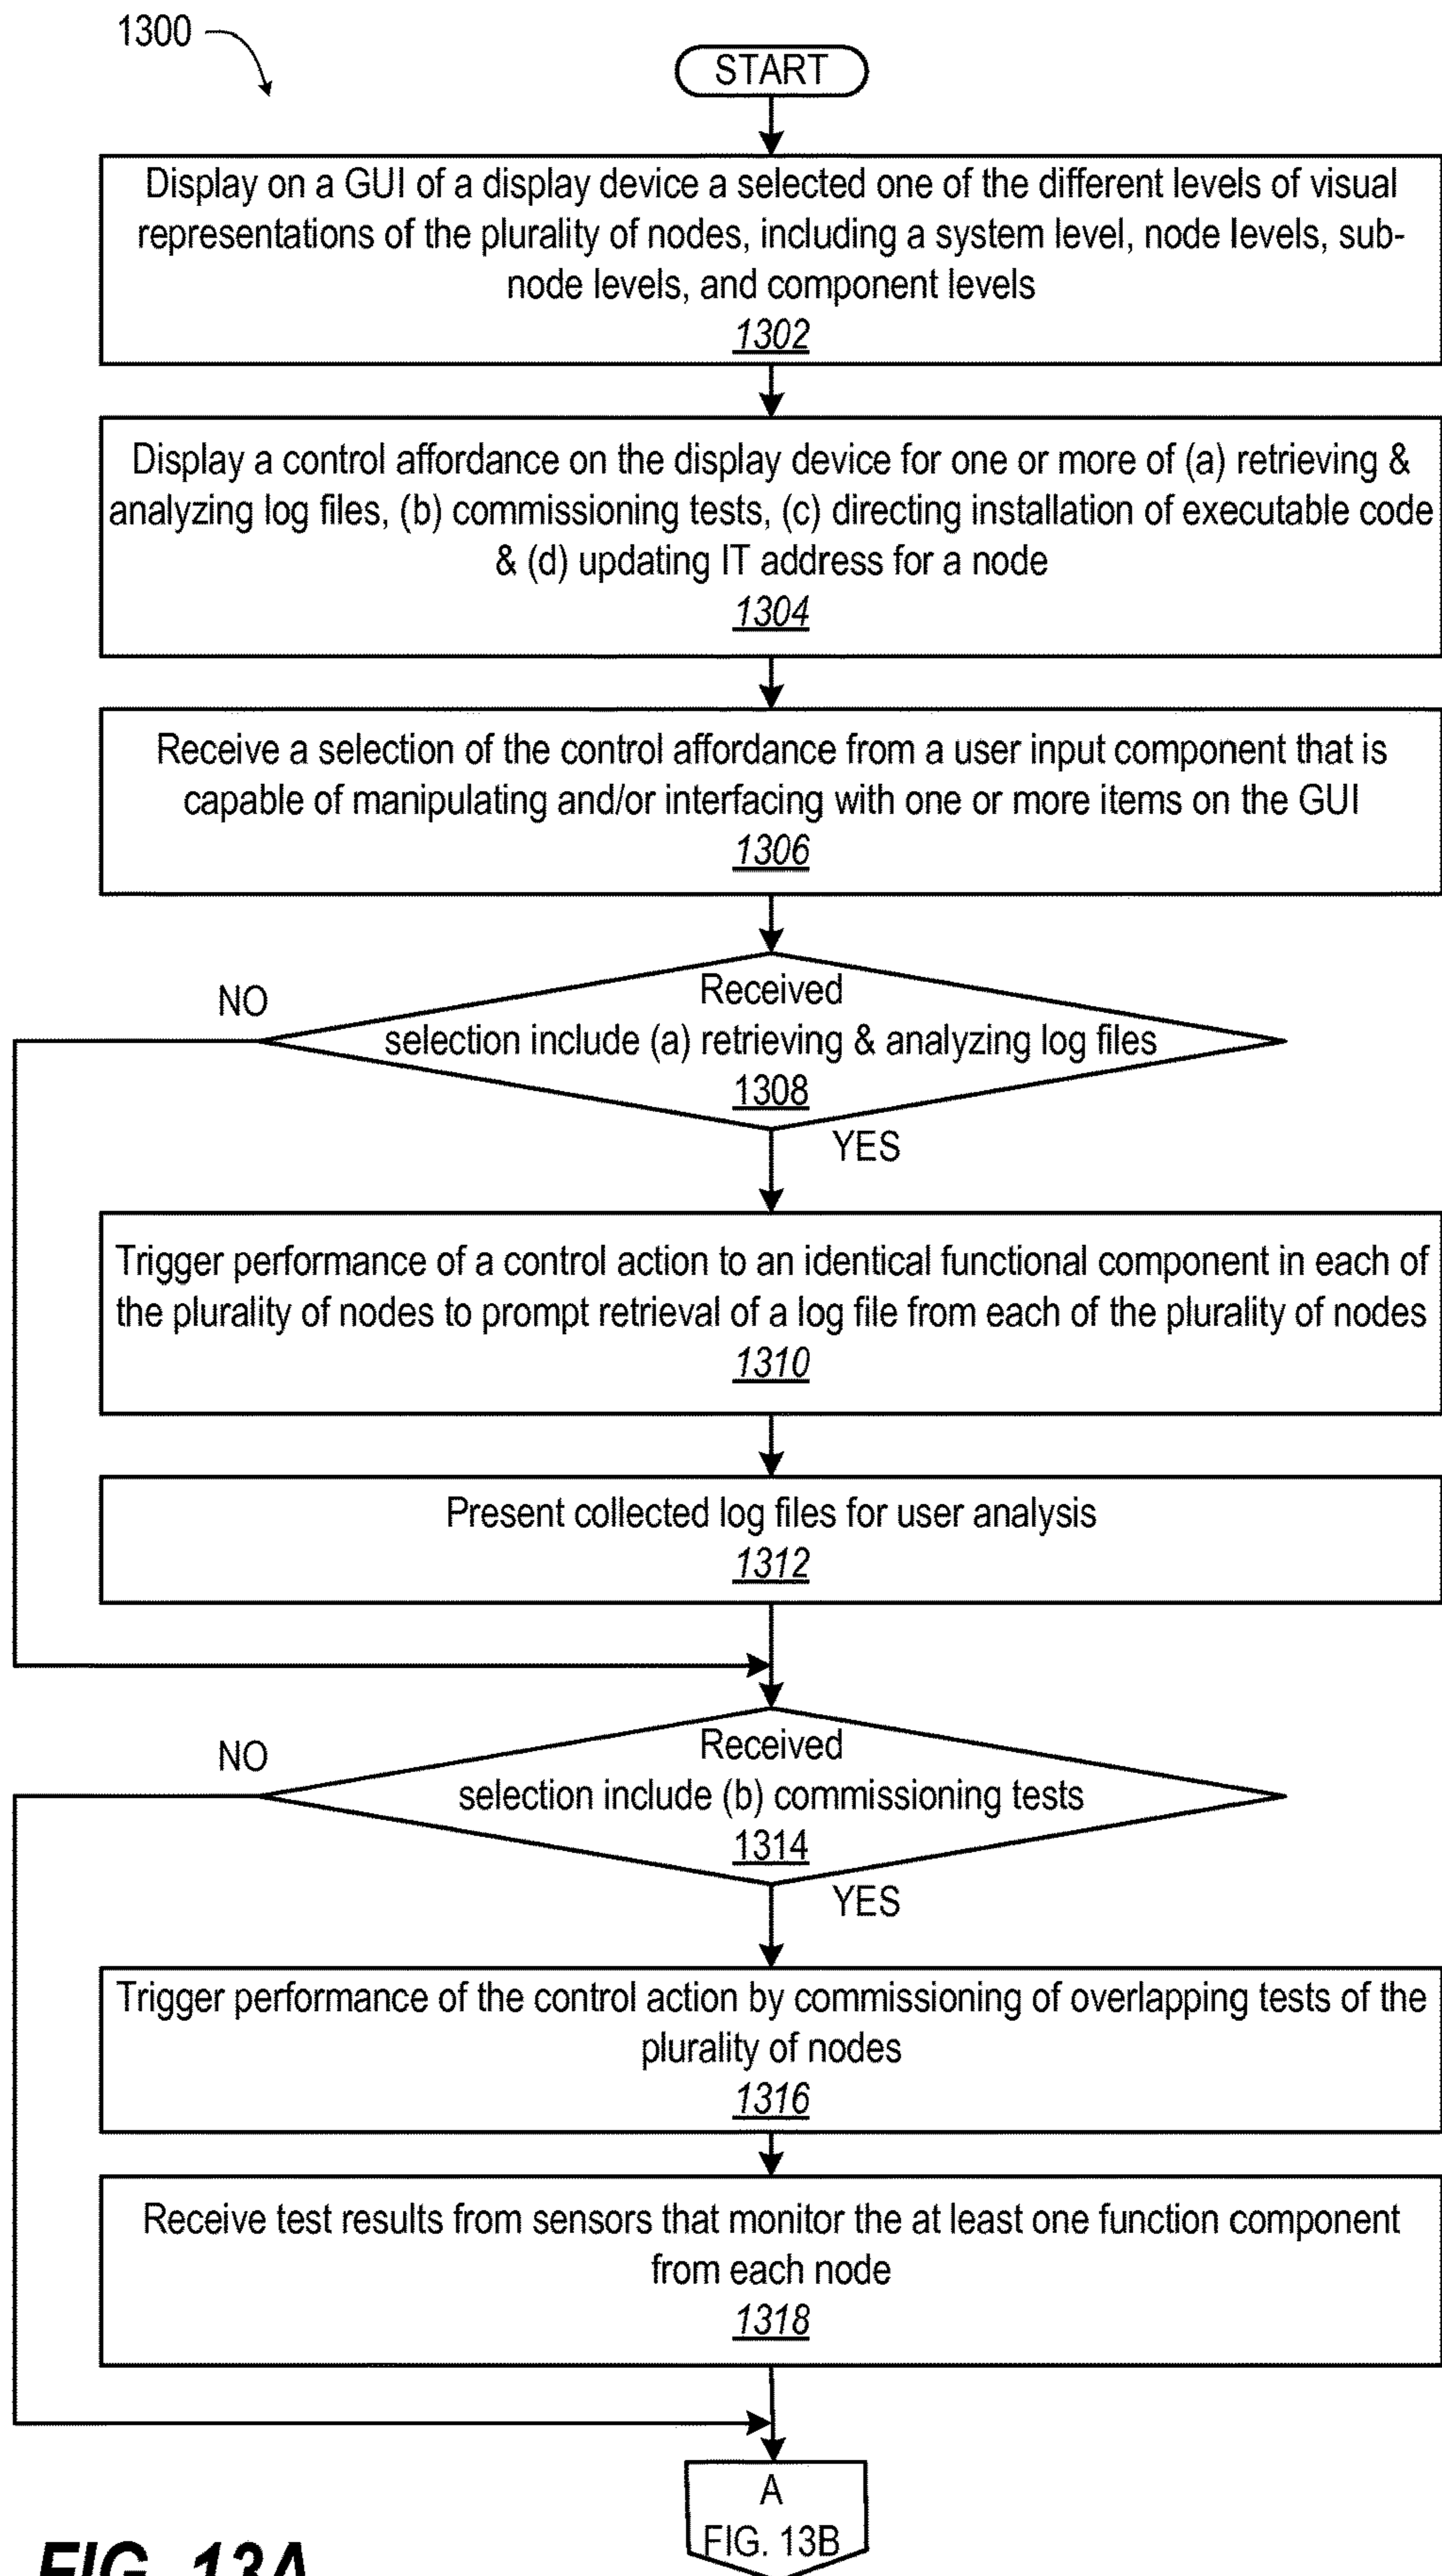 1300
START
Display on a GUI of a display device a selected one of the different levels of visual
representations of the plurality of nodes, including a system level, node levels, sub-
node levels, and component levels
1302
Display a control affordance on the display device for one or more of (a) retrieving &
analyzing log files, (b) commissioning tests, (c) directing installation of executable code
& (d) updating IT address for a node
1304
Receive a selection of the control affordance from a user input component that is
capable of manipulating and/or interfacing with one or more items on the GUI
1306
Received
selection include (a) retrieving & analyzing log files
1308
NO
YES
Trigger performance of a control action to an identical functional component in each of
the plurality of nodes to prompt retrieval of a log file from each of the plurality of nodes
1310
Present collected log files for user analysis
1312
Received
selection include (b) commissioning tests
1314
NO
YES
Trigger performance of the control action by commissioning of overlapping tests of the
plurality of nodes
1316
Receive test results from sensors that monitor the at least one function component
from each node
1318
A
FIG. 13B
FIG. 13A